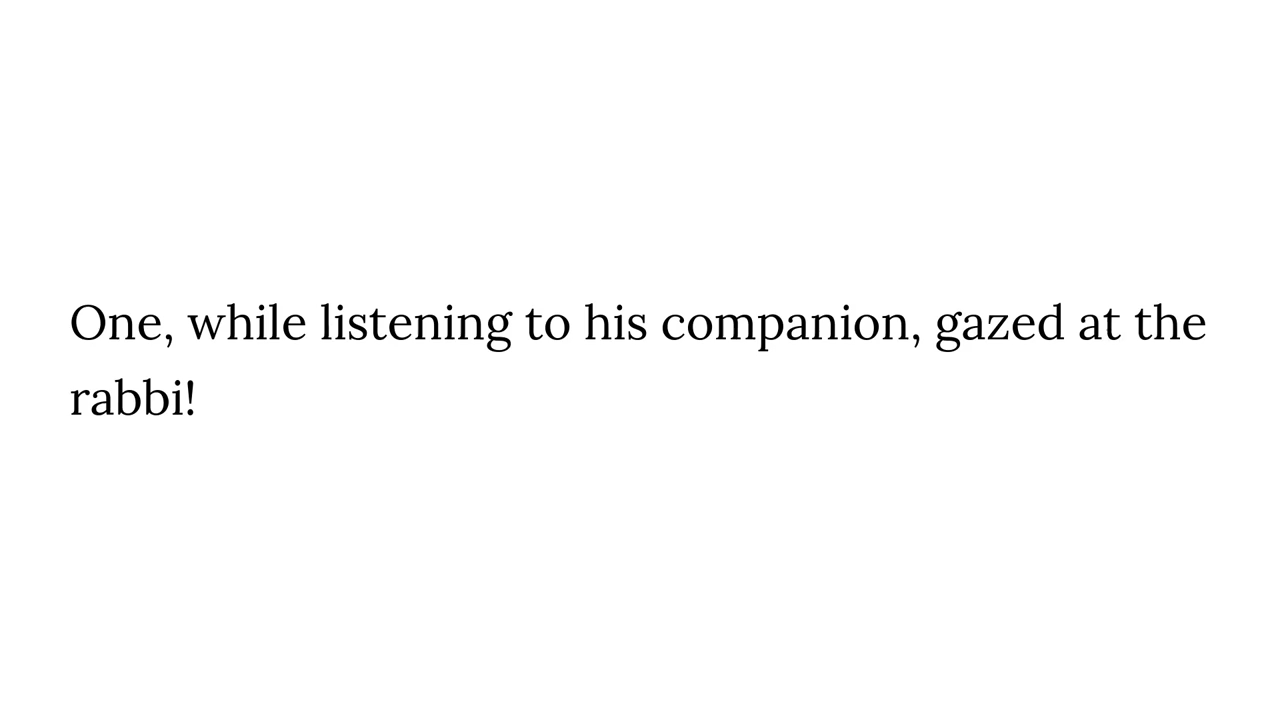 One, while listening to his companion, gazed at the
rabbi!